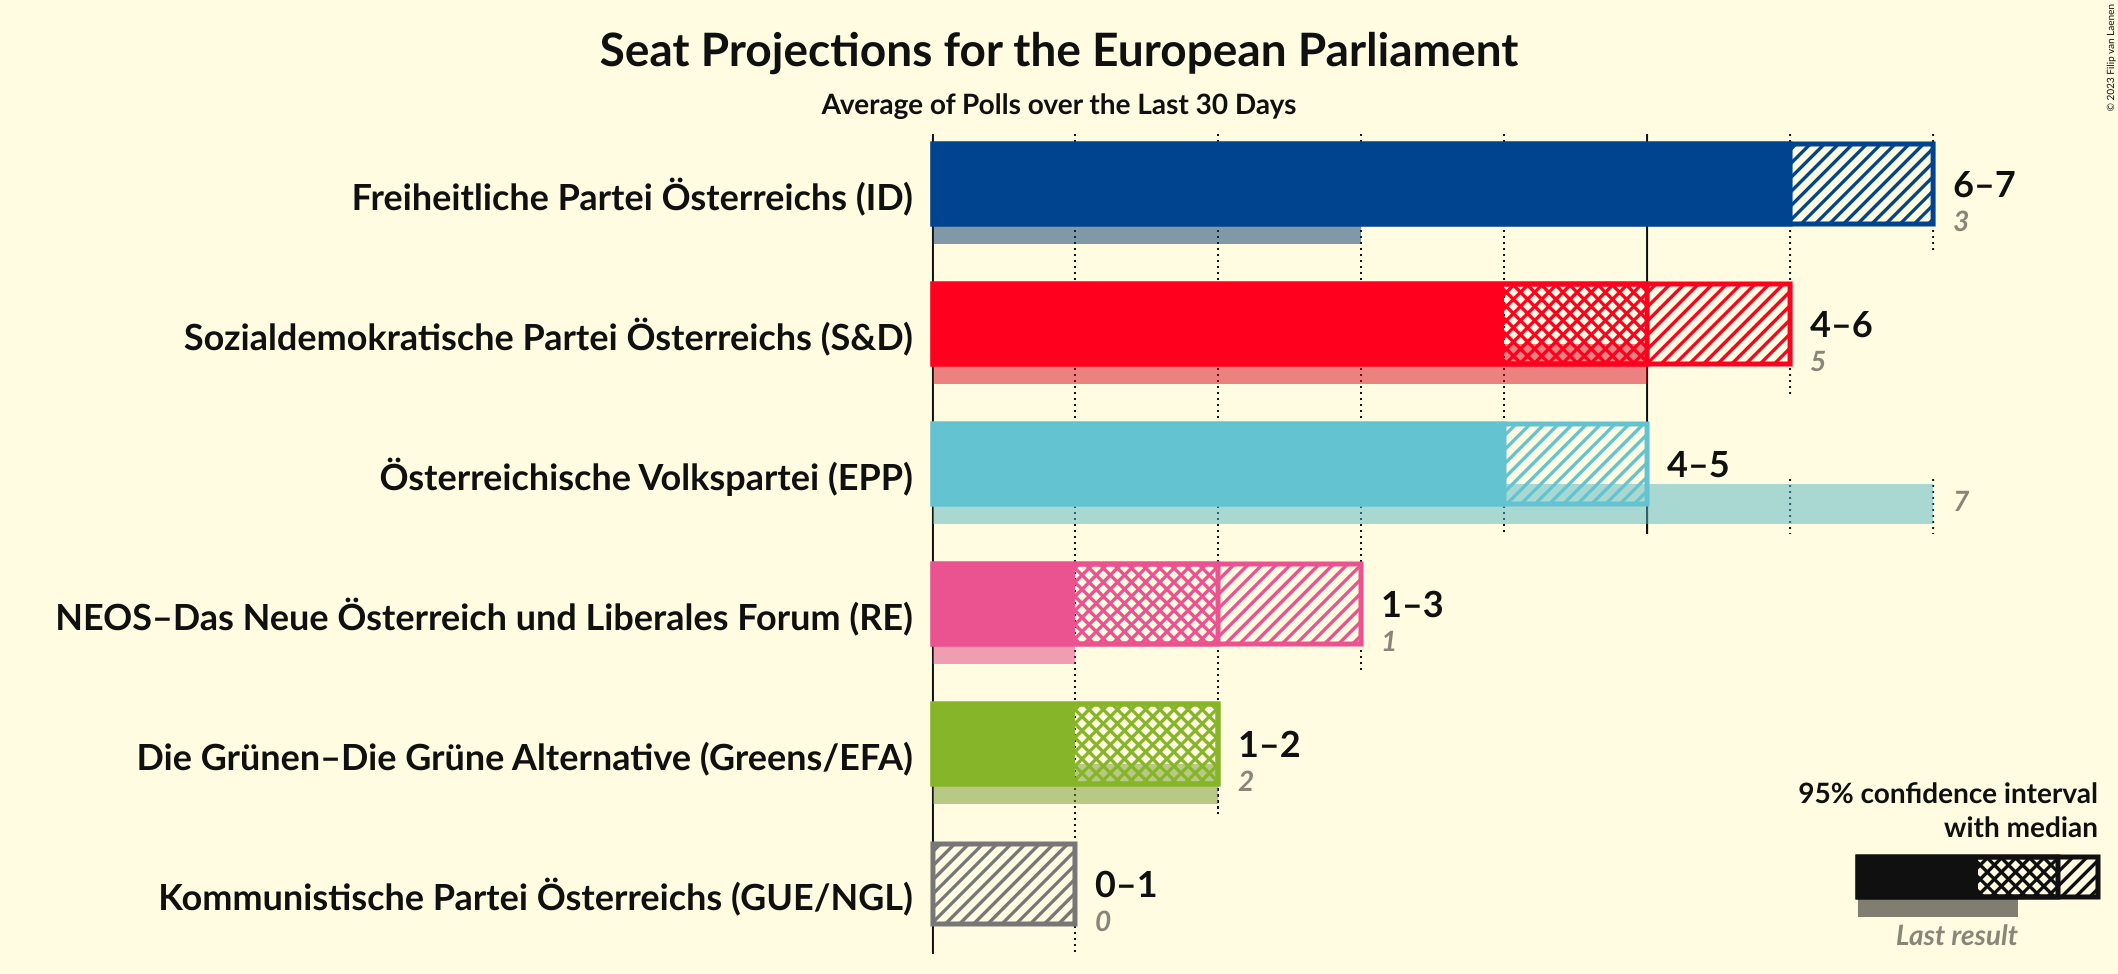 Seat Projections for the European Parliament
Average of Polls over the Last 30 Days
© 2023 Filip van Laenen
Freiheitliche Partei Österreichs (ID)
6–7
3
Sozialdemokratische Partei Österreichs (S&D)
4–6
5
Österreichische Volkspartei (EPP)
4–5
7
NEOS–Das Neue Österreich und Liberales Forum (RE)
1–3
1
Die Grünen–Die Grüne Alternative (Greens/EFA)
1–2
2
Kommunistische Partei Österreichs (GUE/NGL)
0–1
0
95% confidence interval
with median
Last result